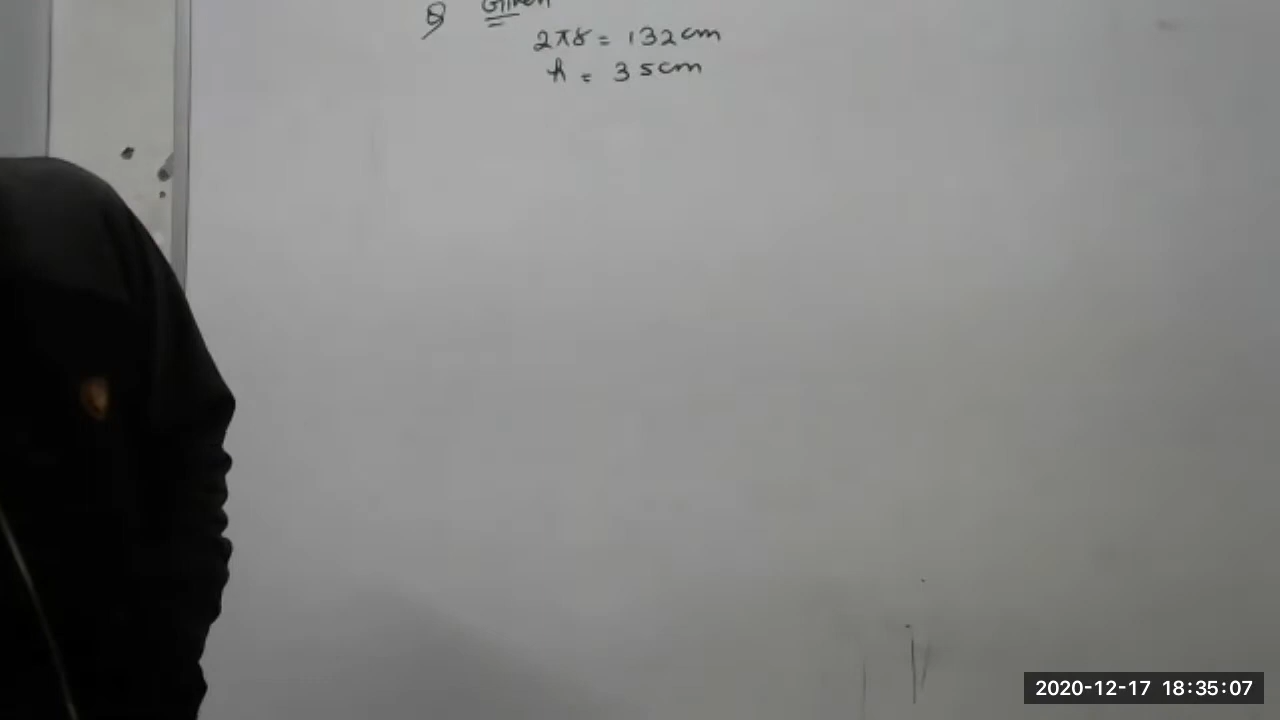 Q Given
2πr = 132cm
h = 35cm
2020-12-17 18:35:07